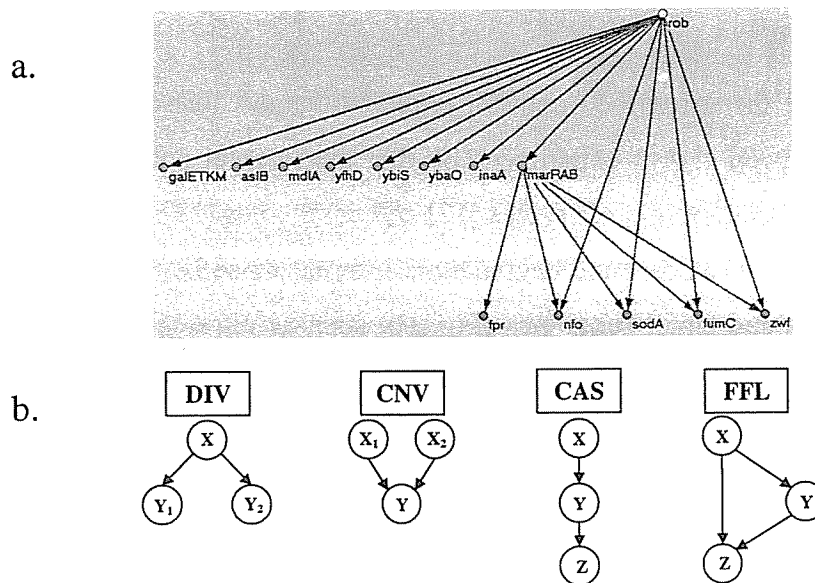 a.
rob
galETKM aslB mdlA yfhD ybiS ybaO inaA marRAB
fpr nfo sodA fumC zwf
b.
DIV CNV CAS FFL
X X₁ X₂ X X
Y₁ Y₂ Y Y Y
Z Z